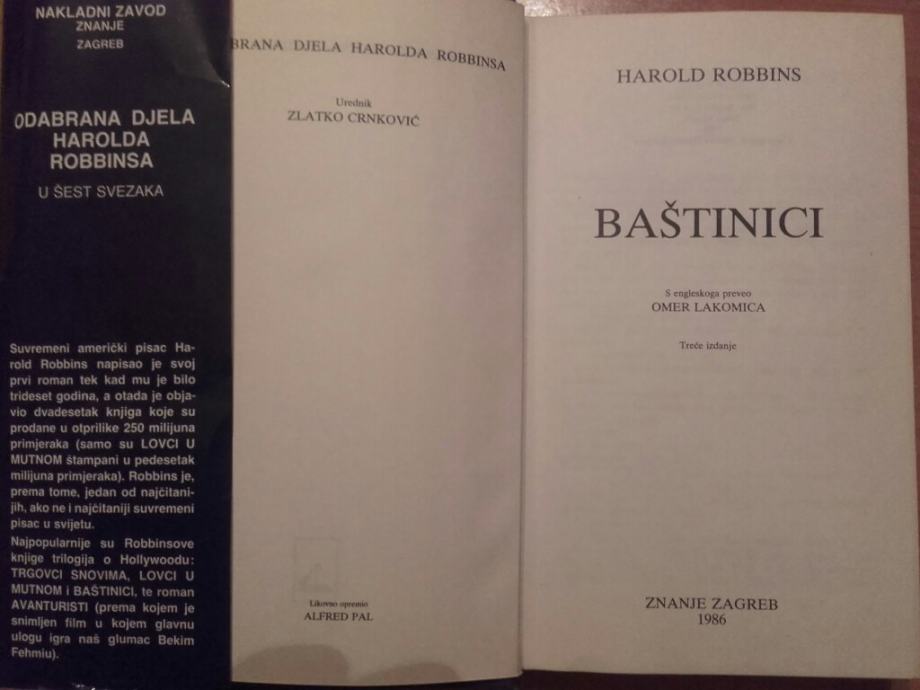 NAKLADNI ZAVOD
ZNANJE
ZAGREB
ODABRANA DJELA
HAROLDA
ROBBINSA
U ŠEST SVEZAKA
Suvremeni američki pisac Ha-
rold Robbins napisao je svoj
prvi roman tek kad mu je bilo
trideset godina, a otada je obja-
vio dvadesetak knjiga koje su
prodane u otprilike 250 milijuna
primjeraka (samo su LOVCI U
MUTNOM štampani u pedesetak
milijuna primjeraka). Robbins je,
prema tome, jedan od najčitani-
jih, ako ne i najčitaniji suvremeni
pisac u svijetu.
Najpopularnije su Robbinsove
knjige trilogija o Hollywoodu:
TRGOVCI SNOVIMA, LOVCI U
MUTNOM i BAŠTINICI, te roman
AVANTURISTI (prema kojem je
snimljen film u kojem glavnu
ulogu igra naš glumac Bekim
Fehmiu).
BRANA DJELA HAROLDA ROBBINSA
Urednik
ZLATKO CRNKOVIĆ
Likovno opremio
ALFRED PAL
HAROLD ROBBINS
BAŠTINICI
S engleskoga preveo
OMER LAKOMICA
Treće izdanje
ZNANJE ZAGREB
1986